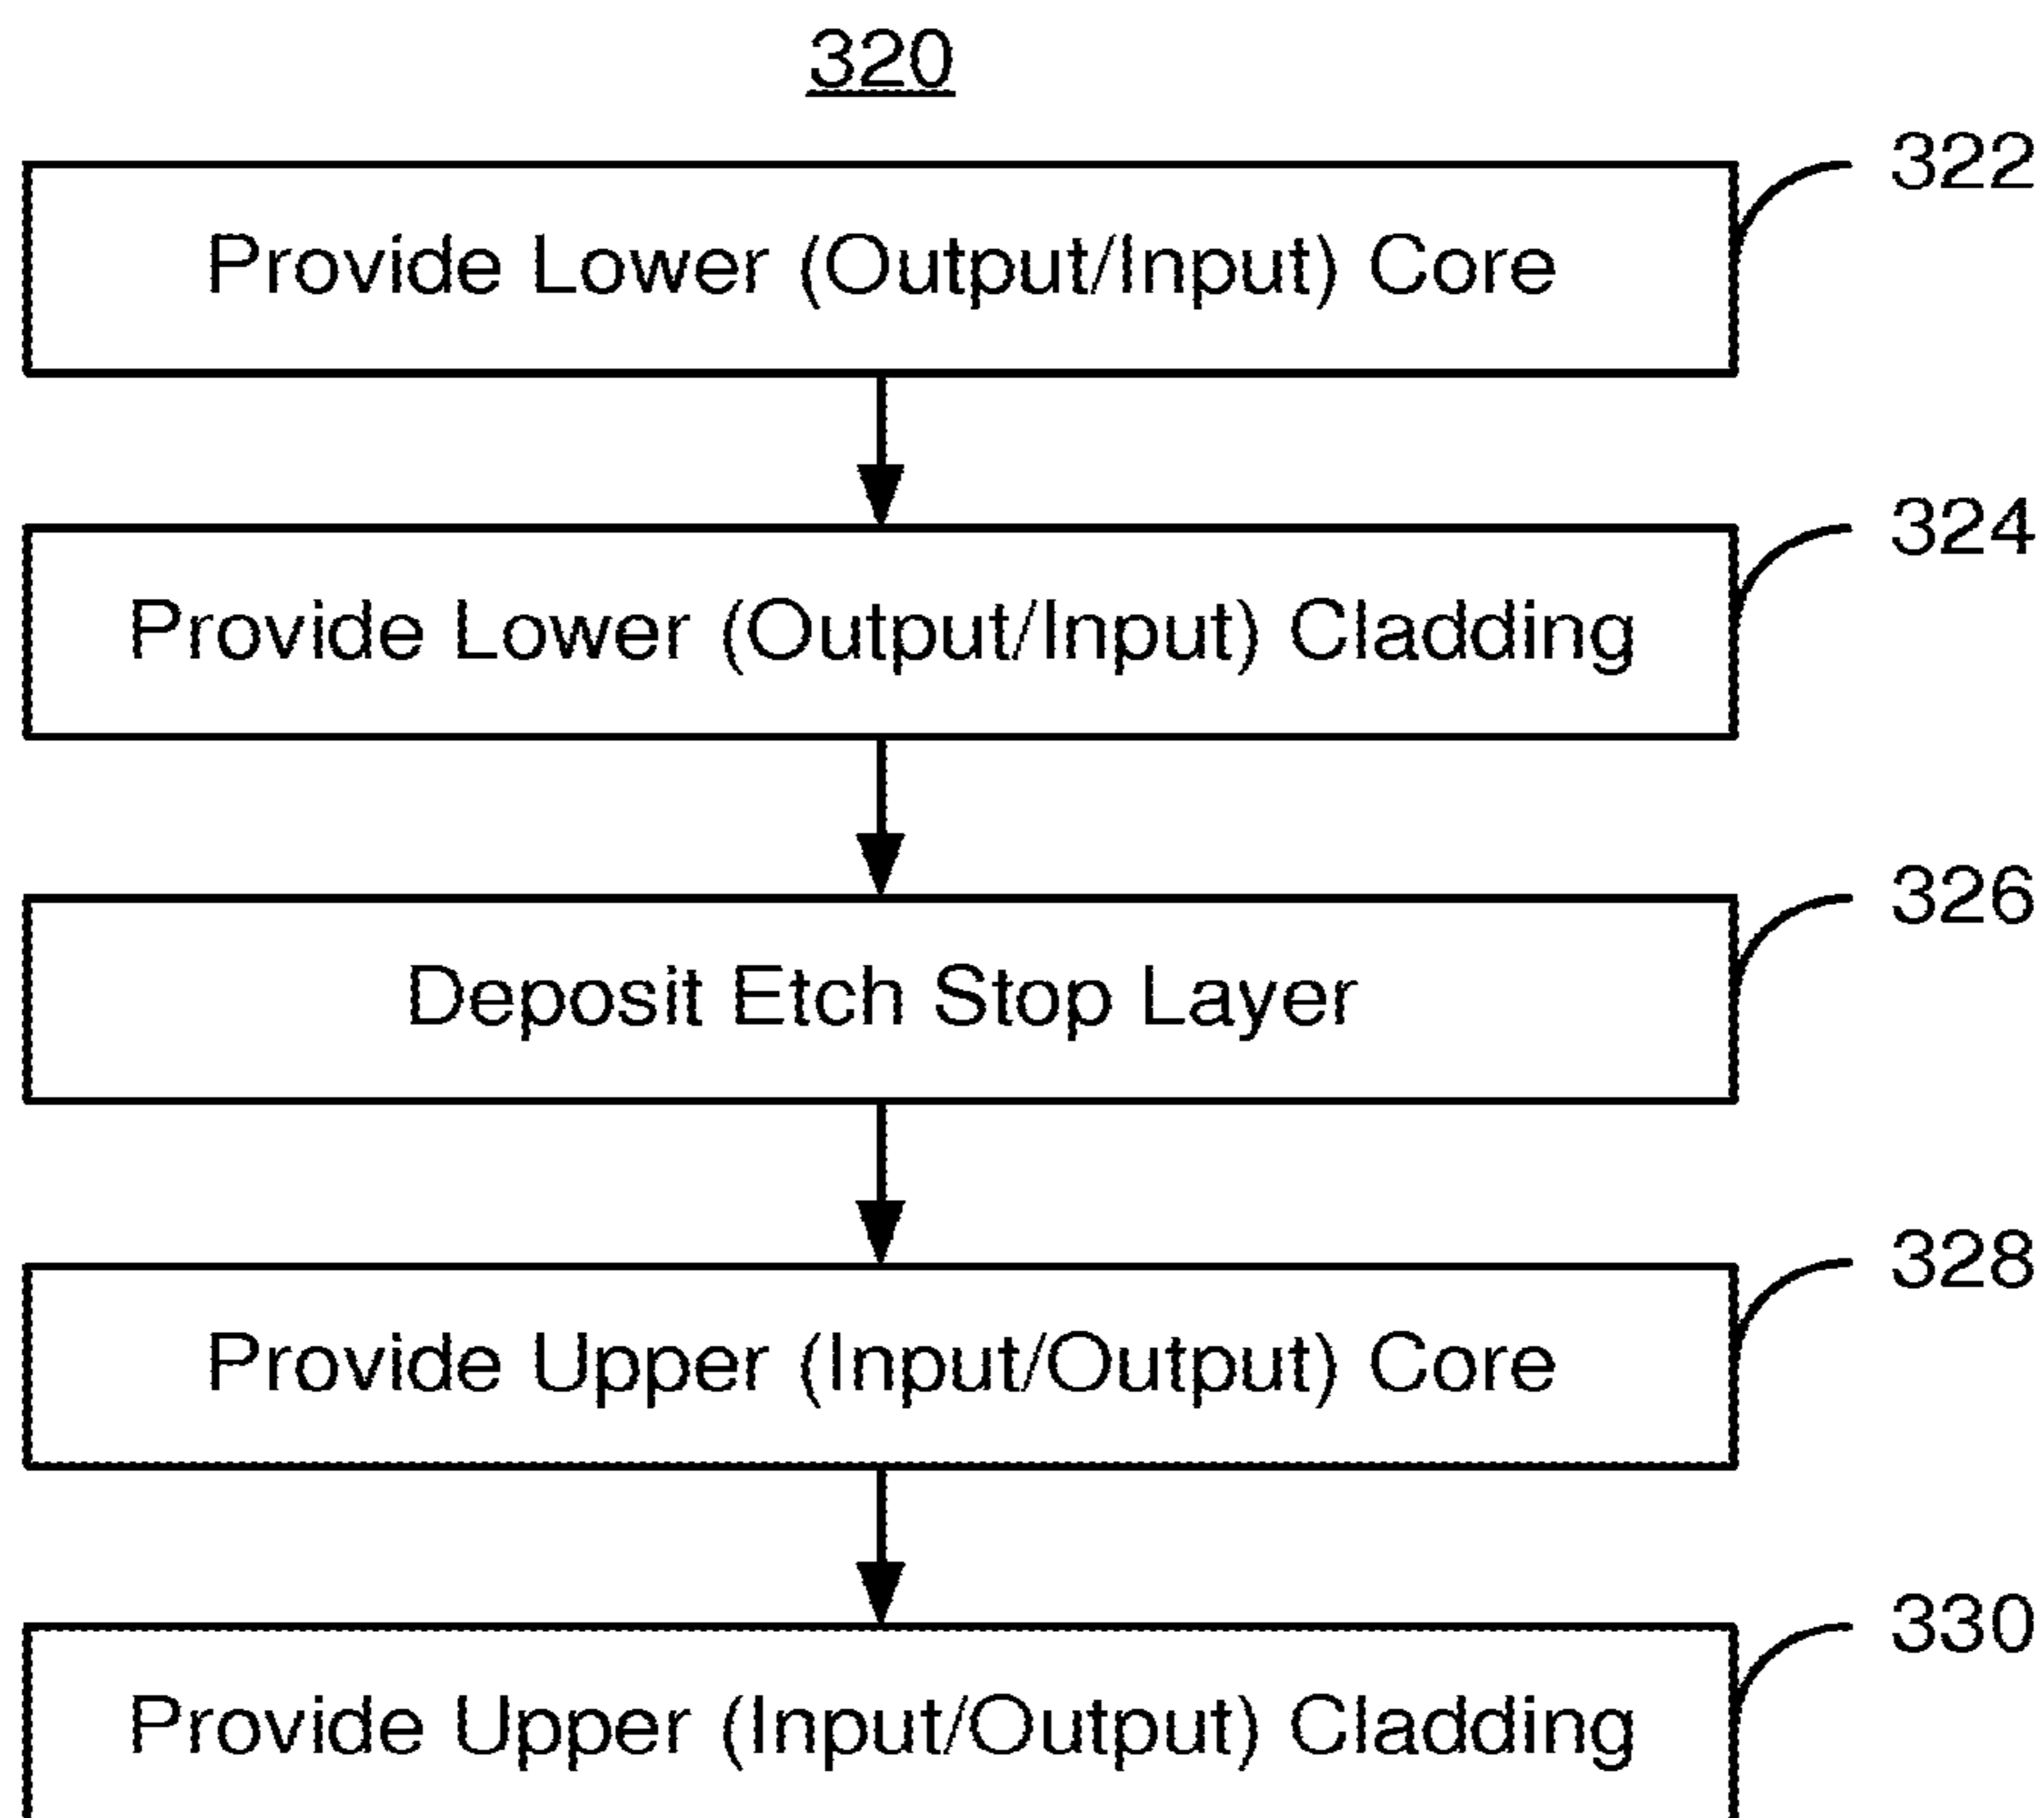 320
322
Provide Lower (Output/Input) Core
324
Provide Lower (Output/Input) Cladding
326
Deposit Etch Stop Layer
328
Provide Upper (Input/Output) Core
330
Provide Upper (Input/Output) Cladding